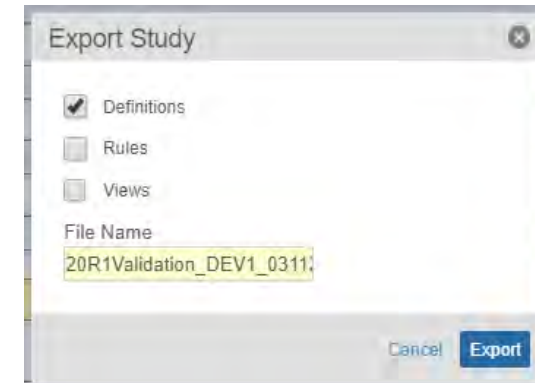 Export Study
Definitions
Rules
Views
File Name
20R1Validation_DEV1_0311
Cancel Export